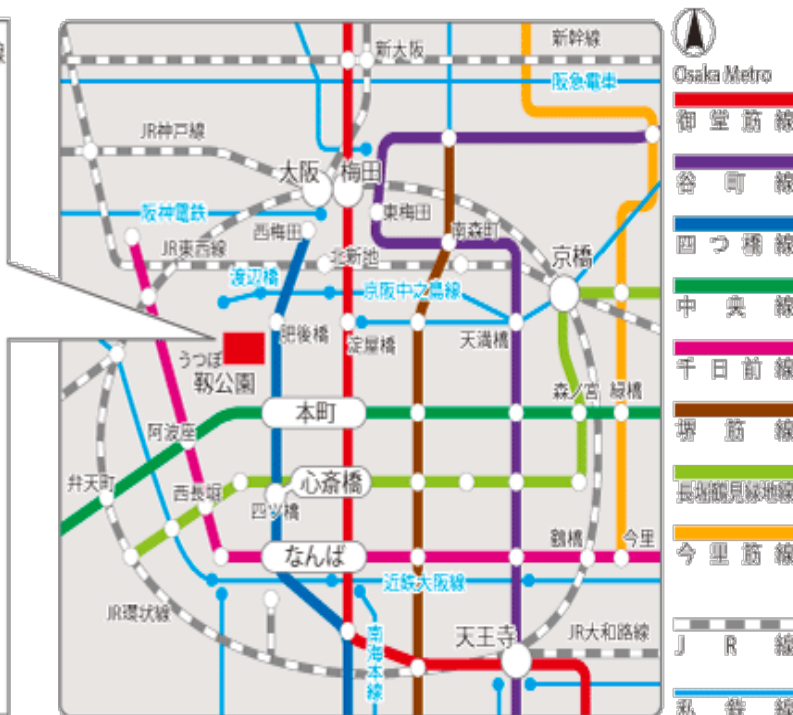 新大阪
新幹線
阪急電車
JR神戸線
大阪
梅田
阪神電鉄
東梅田
西梅田
南森町
JR東西線
北新地
京橋
渡辺橋
京阪中之島線
肥後橋
淀屋橋
天満橋
うつぼ
靱公園
森ノ宮
緑橋
本町
阿波座
弁天町
西長堀
心斎橋
四ツ橋
なんば
鶴橋
今里
近鉄大阪線
JR環状線
南海本線
天王寺
JR大和路線
Osaka Metro
御堂筋線
谷町線
四つ橋線
中央線
千日前線
堺筋線
長堀鶴見緑地線
今里筋線
JR線
私鉄線